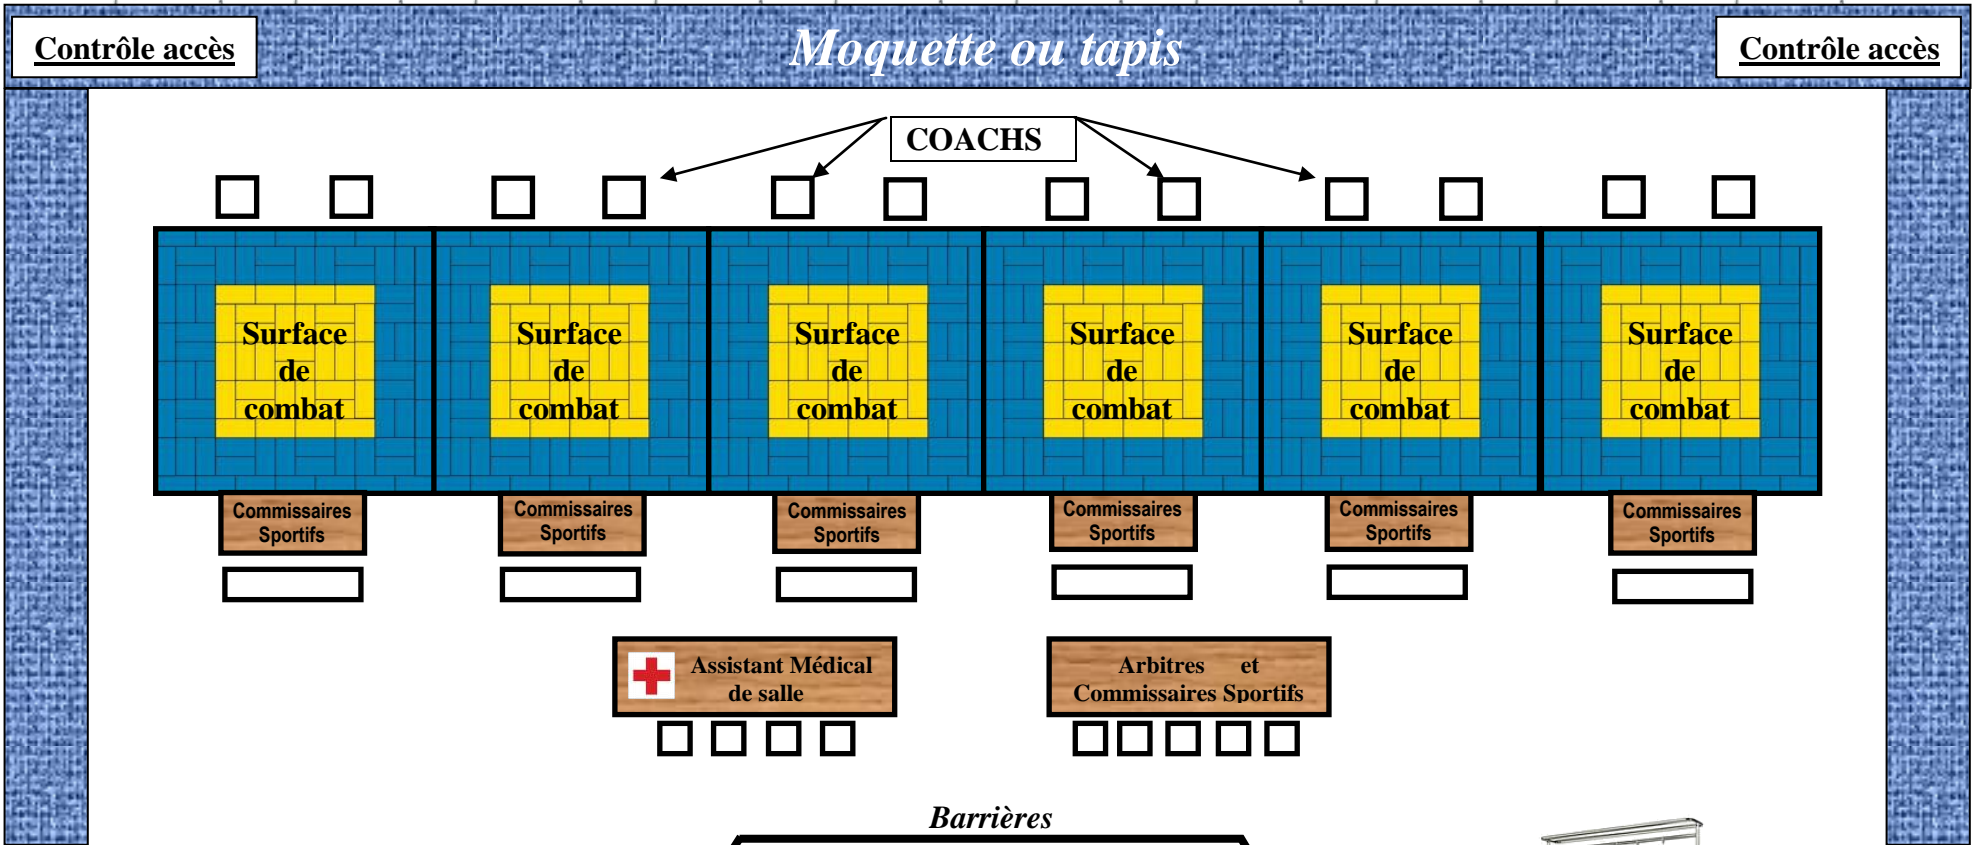 Contrôle accès
Moquette ou tapis
Contrôle accès
COACHS
Surface
de
combat
Surface
de
combat
Surface
de
combat
Surface
de
combat
Surface
de
combat
Surface
de
combat
Commissaires
Sportifs
Commissaires
Sportifs
Commissaires
Sportifs
Commissaires
Sportifs
Commissaires
Sportifs
Commissaires
Sportifs
Assistant Médical
de salle
Arbitres et
Commissaires Sportifs
Barrières